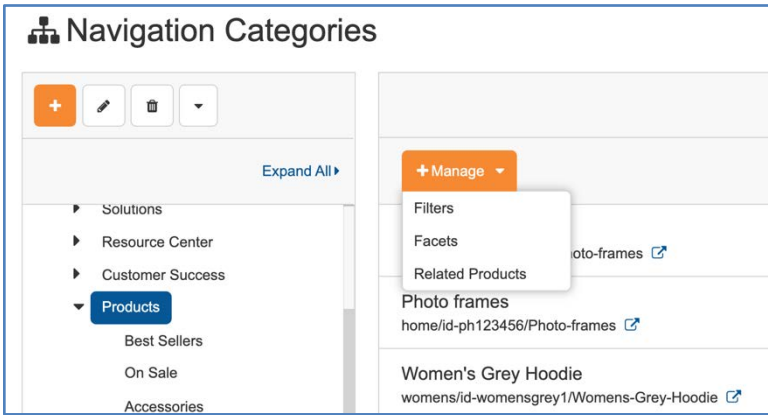 Navigation Categories
Expand All
Solutions
Resource Center
Customer Success
Products
Best Sellers
On Sale
Accessories
+ Manage
Filters
Facets
Related Products
oto-frames
Photo frames
home/id-ph123456/Photo-frames
Women's Grey Hoodie
womens/id-womensgrey1/Womens-Grey-Hoodie